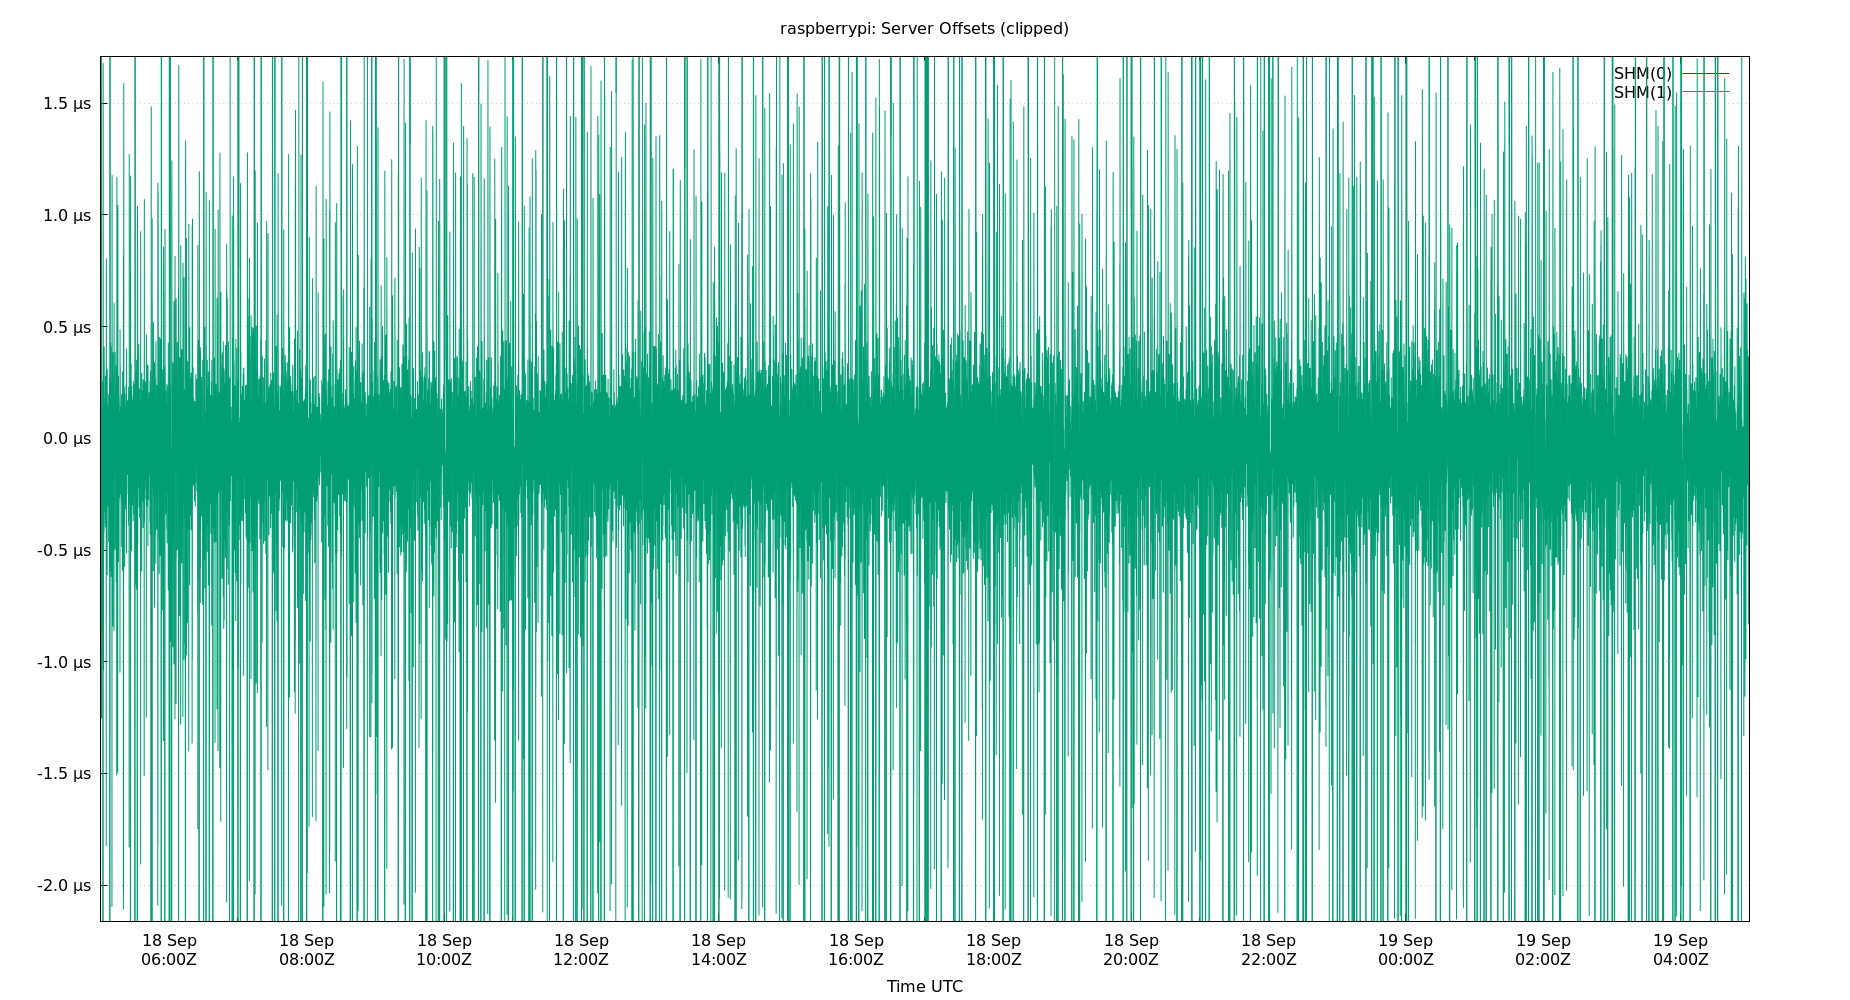 raspberrypi: Server Offsets (clipped)
SHM(0)
SHM(1)
1.5 µs
1.0 µs
0.5 µs
0.0 µs
-0.5 µs
-1.0 µs
-1.5 µs
-2.0 µs
18 Sep 18 Sep 18 Sep 18 Sep 18 Sep 18 Sep 18 Sep 18 Sep 18 Sep 19 Sep 19 Sep 19 Sep
06:00Z 08:00Z 10:00Z 12:00Z 14:00Z 16:00Z 18:00Z 20:00Z 22:00Z 00:00Z 02:00Z 04:00Z
Time UTC